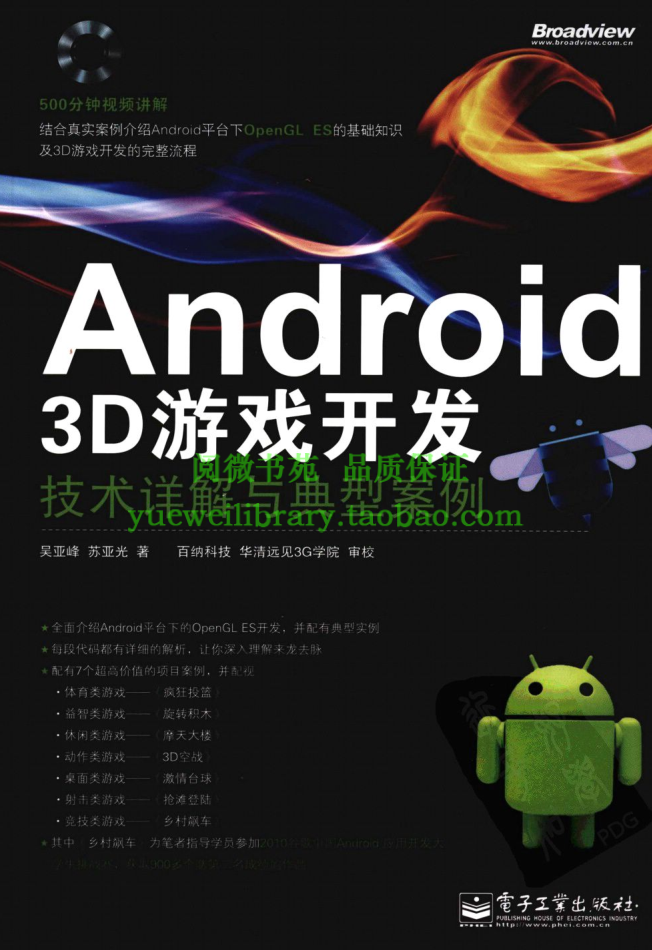 Broadview
www.broadview.com.cn
500分钟视频讲解
结合真实案例介绍Android平台下OpenGL ES的基础知识
及3D游戏开发的完整流程
Android
3D游戏开发
阅微书苑 品质保证
技术详解与典型案例
yueweilibrary.taobao.com
吴亚峰 苏亚光 著 百纳科技 华清远见3G学院 审校
★全面介绍Android平台下的OpenGL ES开发，并配有典型实例
★每段代码都有详细的解析，让你深入理解来龙去脉
★配有7个超高价值的项目案例，并配视
·体育类游戏——（疯狂投篮）
·益智类游戏——（旋转积木）
·休闲类游戏——（摩天大楼）
·动作类游戏——（3D空战）
·桌面类游戏——（激情台球）
·射击类游戏——（抢滩登陆）
·竞技类游戏——（乡村飙车）
★其中（乡村飙车）为笔者指导学员参加2010
PDG
電子工業出版社
PUBLISHING HOUSE OF ELECTRONICS INDUSTRY
http://www.phei.com.cn